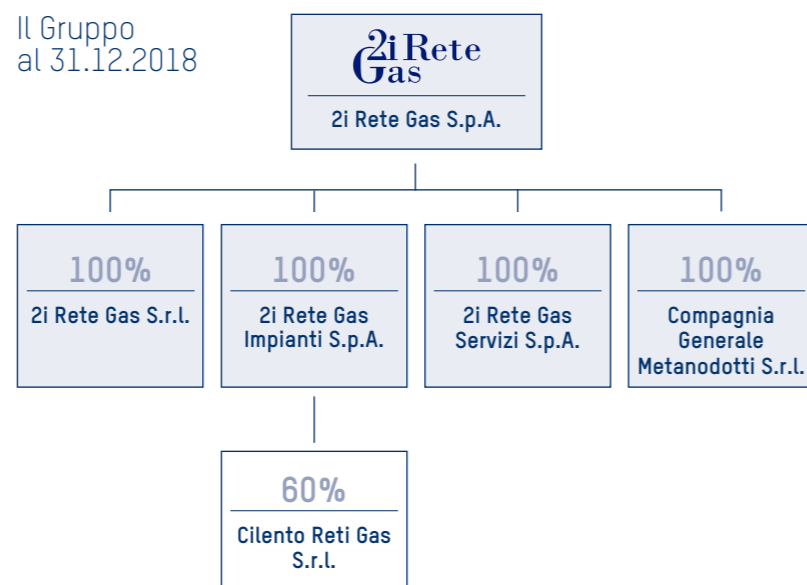 Il Gruppo
al 31.12.2018
2i Rete
Gas
2i Rete Gas S.p.A.
100%
2i Rete Gas S.r.l.
100%
2i Rete Gas
Impianti S.p.A.
100%
2i Rete Gas
Servizi S.p.A.
100%
Compagnia
Generale
Metanodotti S.r.l.
60%
Cilento Reti Gas
S.r.l.